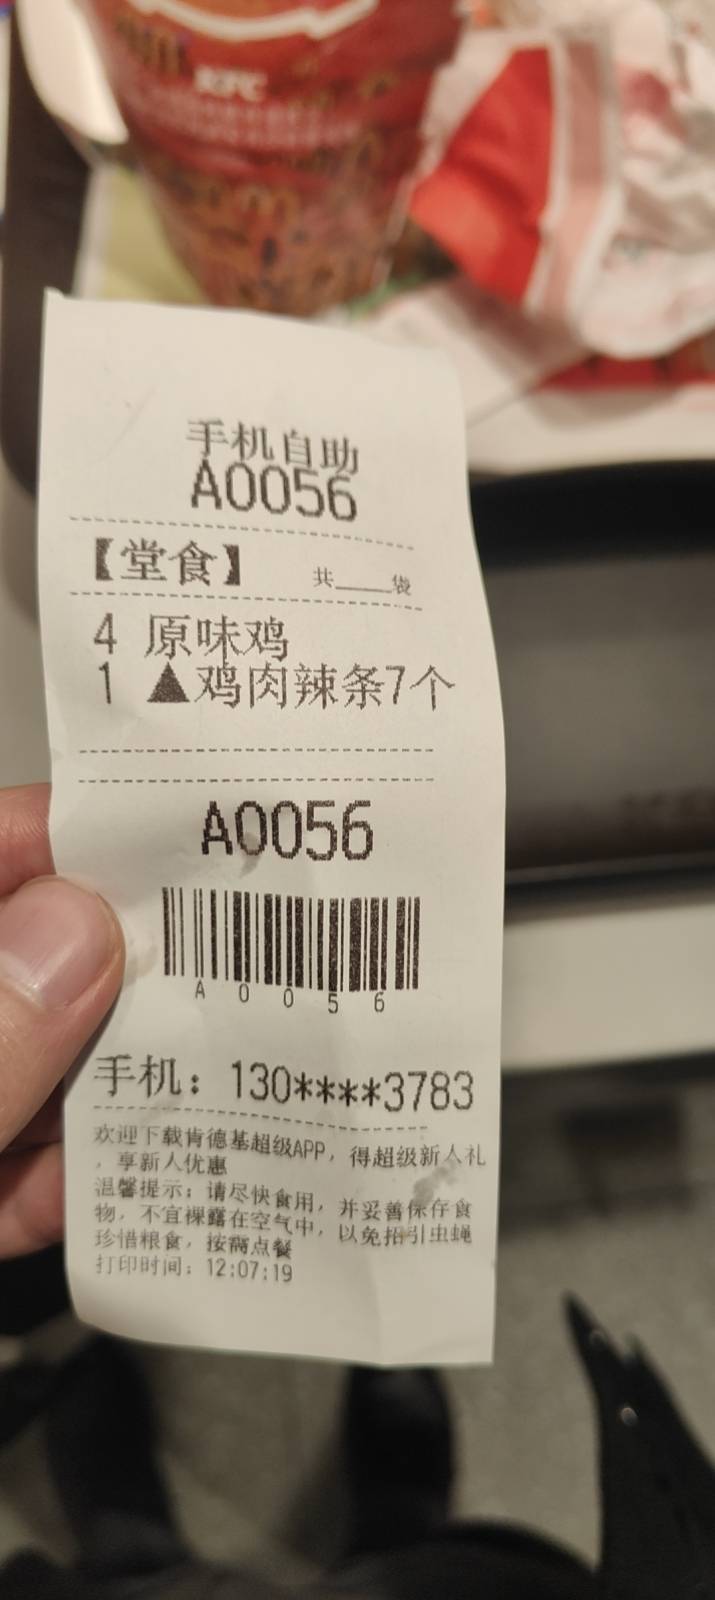 KFC
手机自助
A0056
【堂食】 共____袋
4 原味鸡
1 ▲鸡肉辣条7个
A0056
A 0 0 5 6
手机：130****3783
欢迎下载肯德基超级APP，得超级新人礼
，享新人优惠
温馨提示：请尽快食用，并妥善保存食
物，不宜裸露在空气中，以免招引虫蝇
珍惜粮食，按需点餐
打印时间：12:07:19